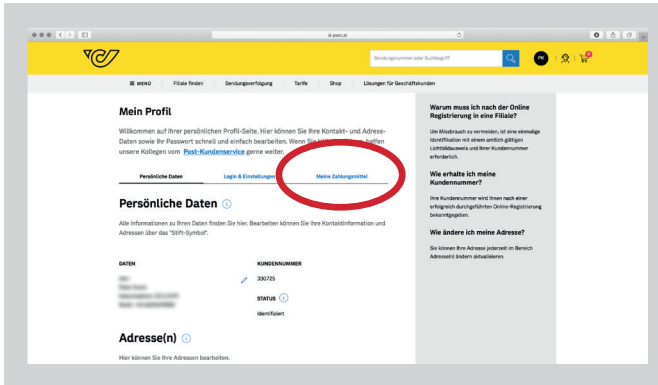 post.at
Sendungsnummer oder Suchbegriff
PK
MENÜ Filiale finden Sendungsverfolgung Tarife Shop Lösungen für Geschäftskunden
Mein Profil
Willkommen auf Ihrer persönlichen Profil-Seite. Hier können Sie Ihre Kontakt- und Adress-
Daten sowie Ihr Passwort schnell und einfach bearbeiten. Wenn Sie helfen
unsere Kollegen vom Post-Kundenservice gerne weiter.
Persönliche Daten Login & Einstellungen Meine Zahlungsmittel
Persönliche Daten
Alle Informationen zu Ihren Daten finden Sie hier. Bearbeiten können Sie Ihre Kontaktinformation und
Adressen über das "Stift-Symbol".
DATEN
KUNDENNUMMER
330725
STATUS
Identifiziert
Adresse(n)
Hier können Sie Ihre Adressen bearbeiten.
Warum muss ich nach der Online
Registrierung in eine Filiale?
Um Missbrauch zu vermeiden, ist eine einmalige
Identifikation mit einem amtlich gültigen
Lichtbildausweis und Ihrer Kundennummer
erforderlich.
Wie erhalte ich meine
Kundennummer?
Ihre Kundennummer wird Ihnen nach einer
erfolgreich durchgeführten Online-Registrierung
bekanntgegeben.
Wie ändere ich meine Adresse?
Sie können Ihre Adresse jederzeit im Bereich
Adresse(n) ändern aktualisieren.